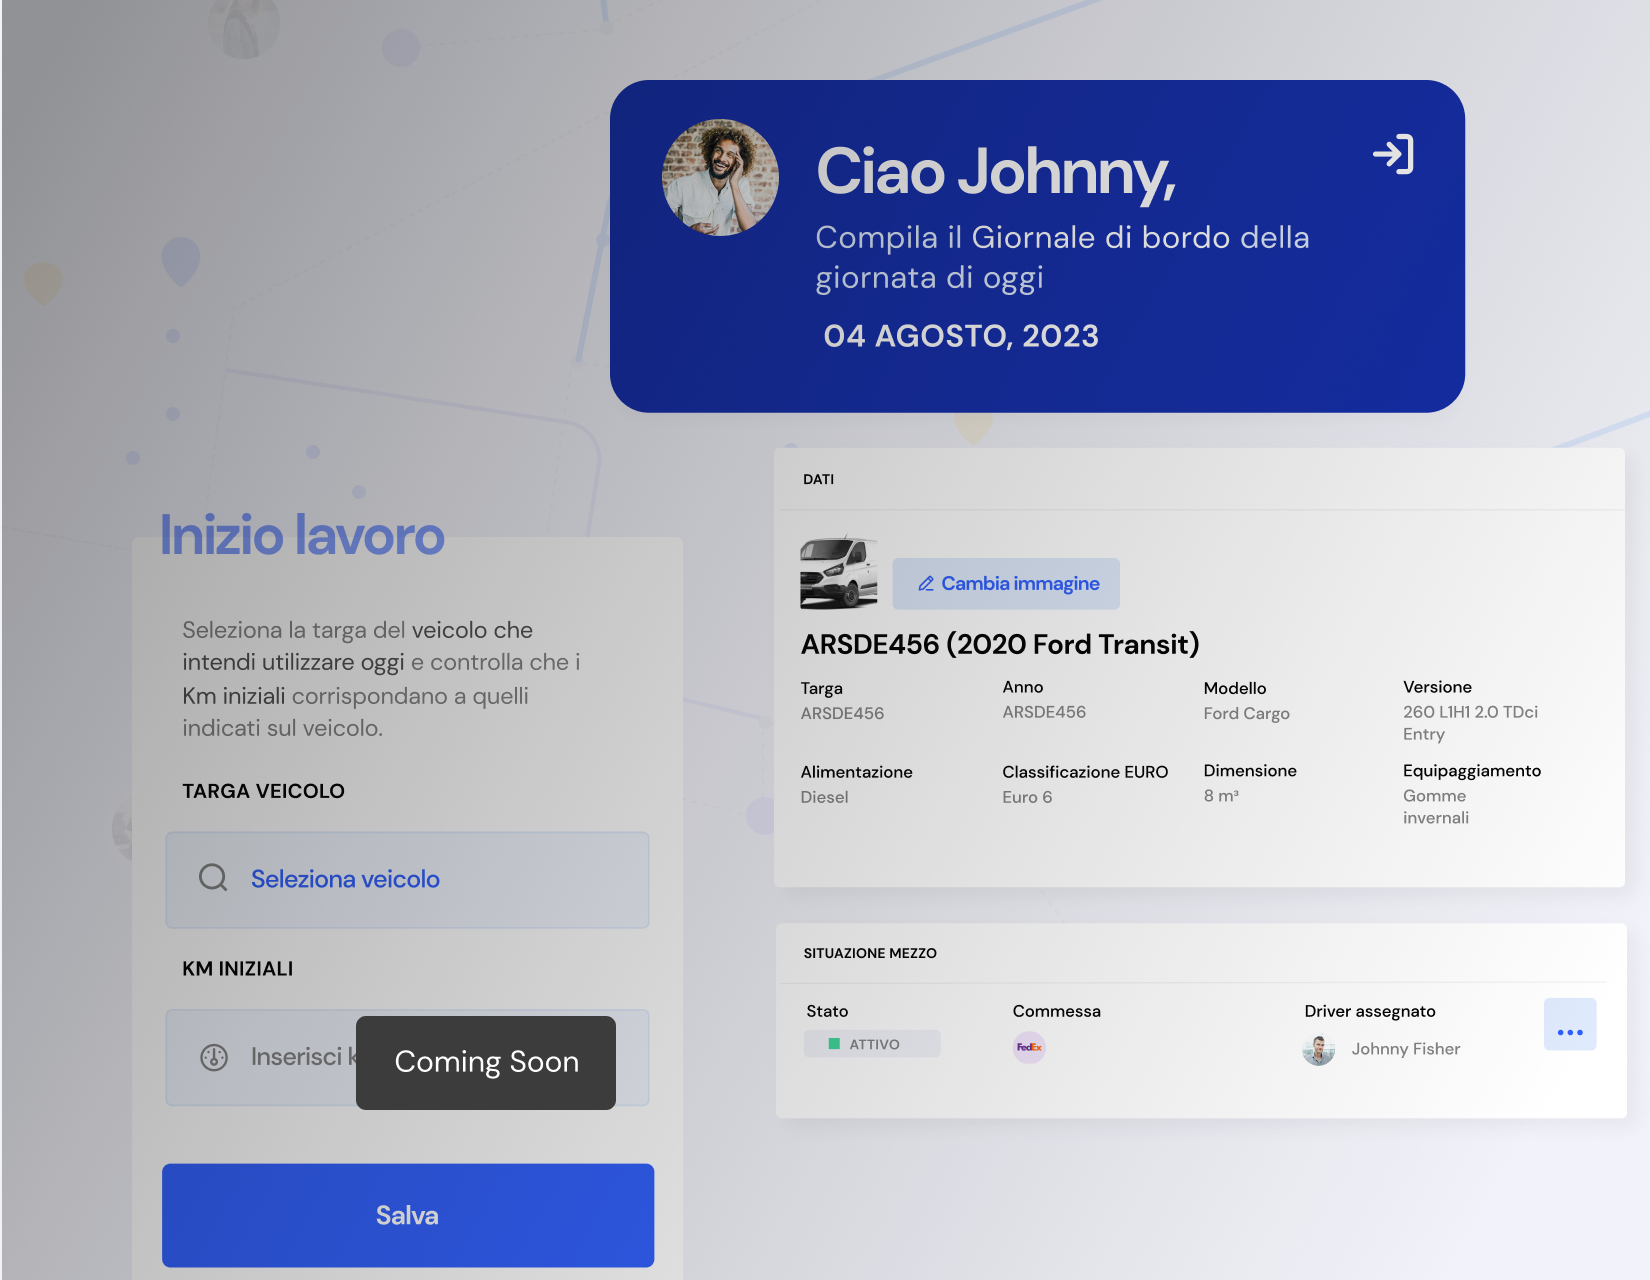 Ciao Johnny,
Compila il Giornale di bordo della
giornata di oggi
04 AGOSTO, 2023
Inizio lavoro
Seleziona la targa del veicolo che
intendi utilizzare oggi e controlla che i
Km iniziali corrispondano a quelli
indicati sul veicolo.
TARGA VEICOLO
Seleziona veicolo
KM INIZIALI
Inserisci
Coming Soon
Salva
DATI
Cambia immagine
ARSDE456 (2020 Ford Transit)
Targa
ARSDE456
Anno
ARSDE456
Modello
Ford Cargo
Versione
260 L1H1 2.0 TDci
Entry
Alimentazione
Diesel
Classificazione EURO
Euro 6
Dimensione
8 m³
Equipaggiamento
Gomme
invernali
SITUAZIONE MEZZO
Stato
ATTIVO
Commessa
FedEx
Driver assegnato
Johnny Fisher